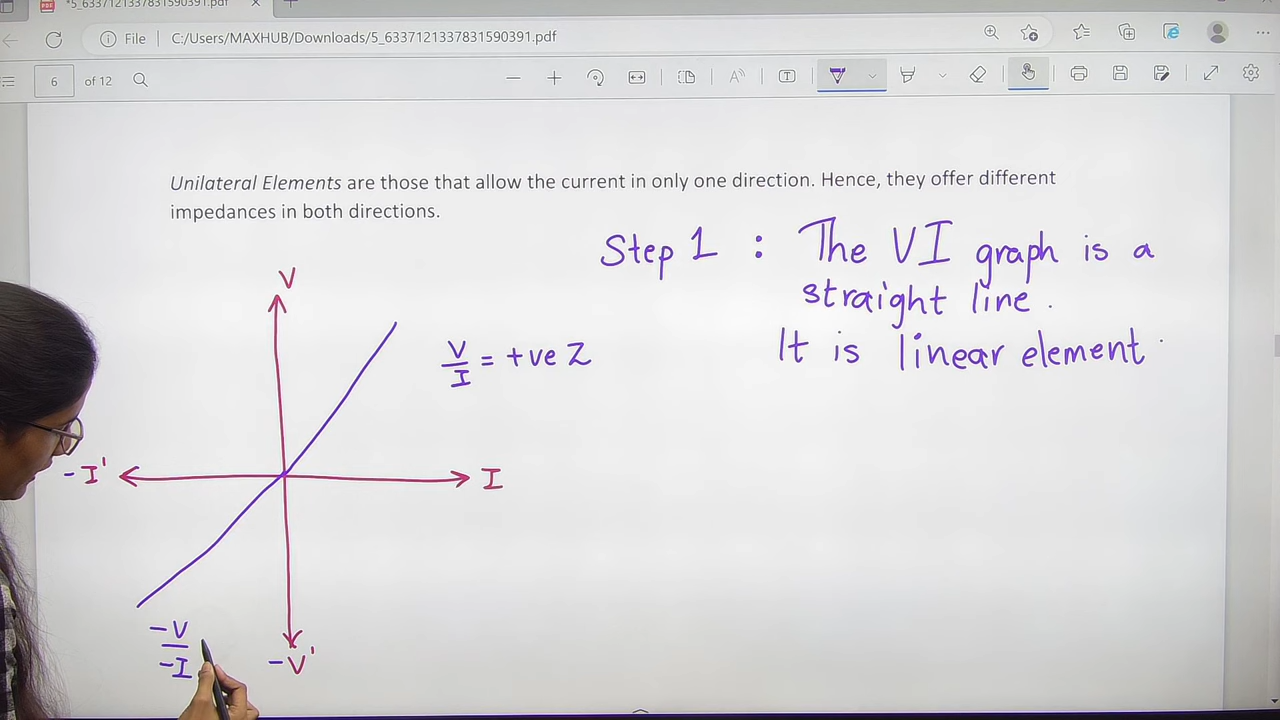 *5_6337121337831590391.pdf
File | C:/Users/MAXHUB/Downloads/5_6337121337831590391.pdf
6 of 12
Unilateral Elements are those that allow the current in only one direction. Hence, they offer different
impedances in both directions.
Step 1 : The VI graph is a
straight line.
It is linear element.
V
V/I = +ve Z
-I'
I
-V/-I
-V'